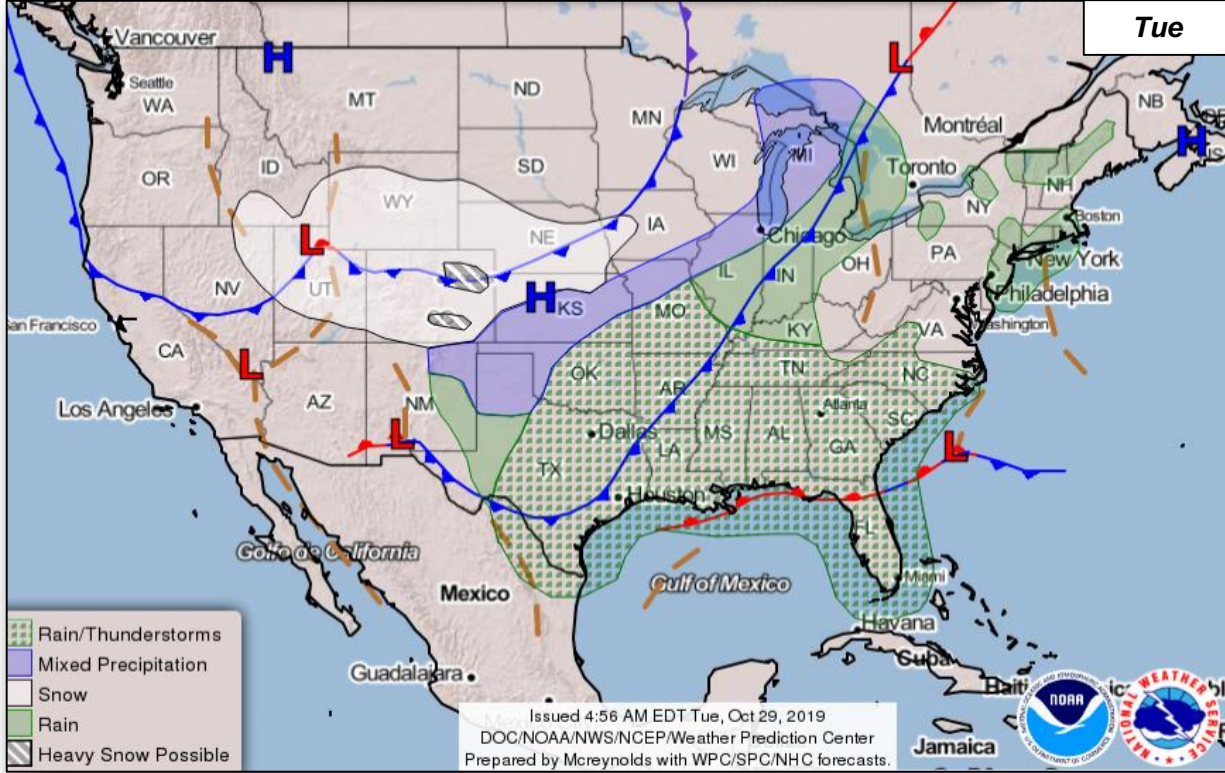 Tue
Vancouver
H
Seattle
WA
MT
ND
MN
L
NB
Montréal
H
OR
ID
SD
WI
MI
Toronto
WY
NH
NY
Boston
L
NE
IA
Chicago
PA
New York
NV
UT
IL
IN
OH
Philadelphia
H
KS
MO
San Francisco
CA
KY
VA
Washington
L
OK
TN
NC
Los Angeles
AZ
NM
AR
Atlanta
SC
L
Dallas
MS
AL
GA
L
TX
LA
Houston
FL
Golfo de California
Mexico
Gulf of Mexico
Miami
Havana
Cuba
Guadalajara
Jamaica
Rain/Thunderstorms
Mixed Precipitation
Snow
Rain
Heavy Snow Possible
Issued 4:56 AM EDT Tue, Oct 29, 2019
DOC/NOAA/NWS/NCEP/Weather Prediction Center
Prepared by Mcreynolds with WPC/SPC/NHC forecasts.
NOAA
NATIONAL WEATHER SERVICE